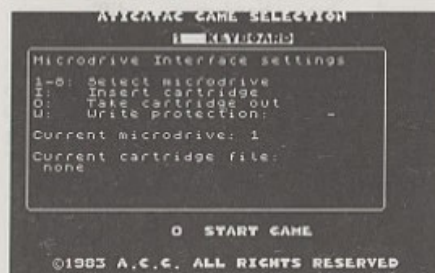 ATICATAC GAME SELECTION
1 KEYBOARD
Microdrive Interface settings
1-8: Select microdrive
I: Insert cartridge
O: Take cartridge out
W: Write protection: -
Current microdrive: 1
Current cartridge file:
none
0 START GAME
©1983 A.C.G. ALL RIGHTS RESERVED